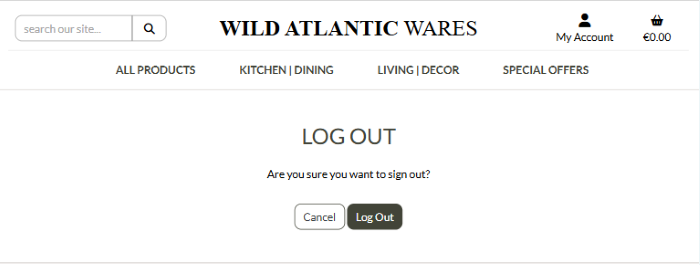 search our site...
WILD ATLANTIC WARES
My Account
€0.00
ALL PRODUCTS KITCHEN | DINING LIVING | DECOR SPECIAL OFFERS
LOG OUT
Are you sure you want to sign out?
Cancel Log Out